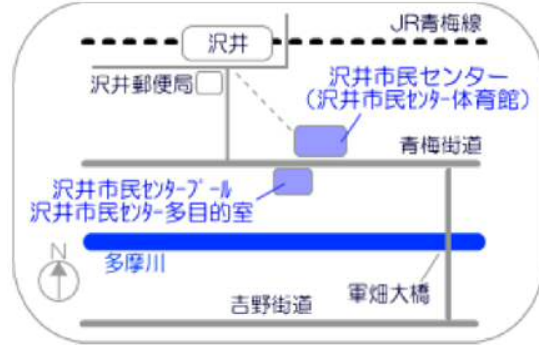 JR青梅線
沢井
沢井郵便局
沢井市民センター
（沢井市民ｾﾝﾀｰ体育館）
青梅街道
沢井市民ｾﾝﾀｰﾌﾟｰﾙ
沢井市民ｾﾝﾀｰ多目的室
N
多摩川
軍畑大橋
吉野街道